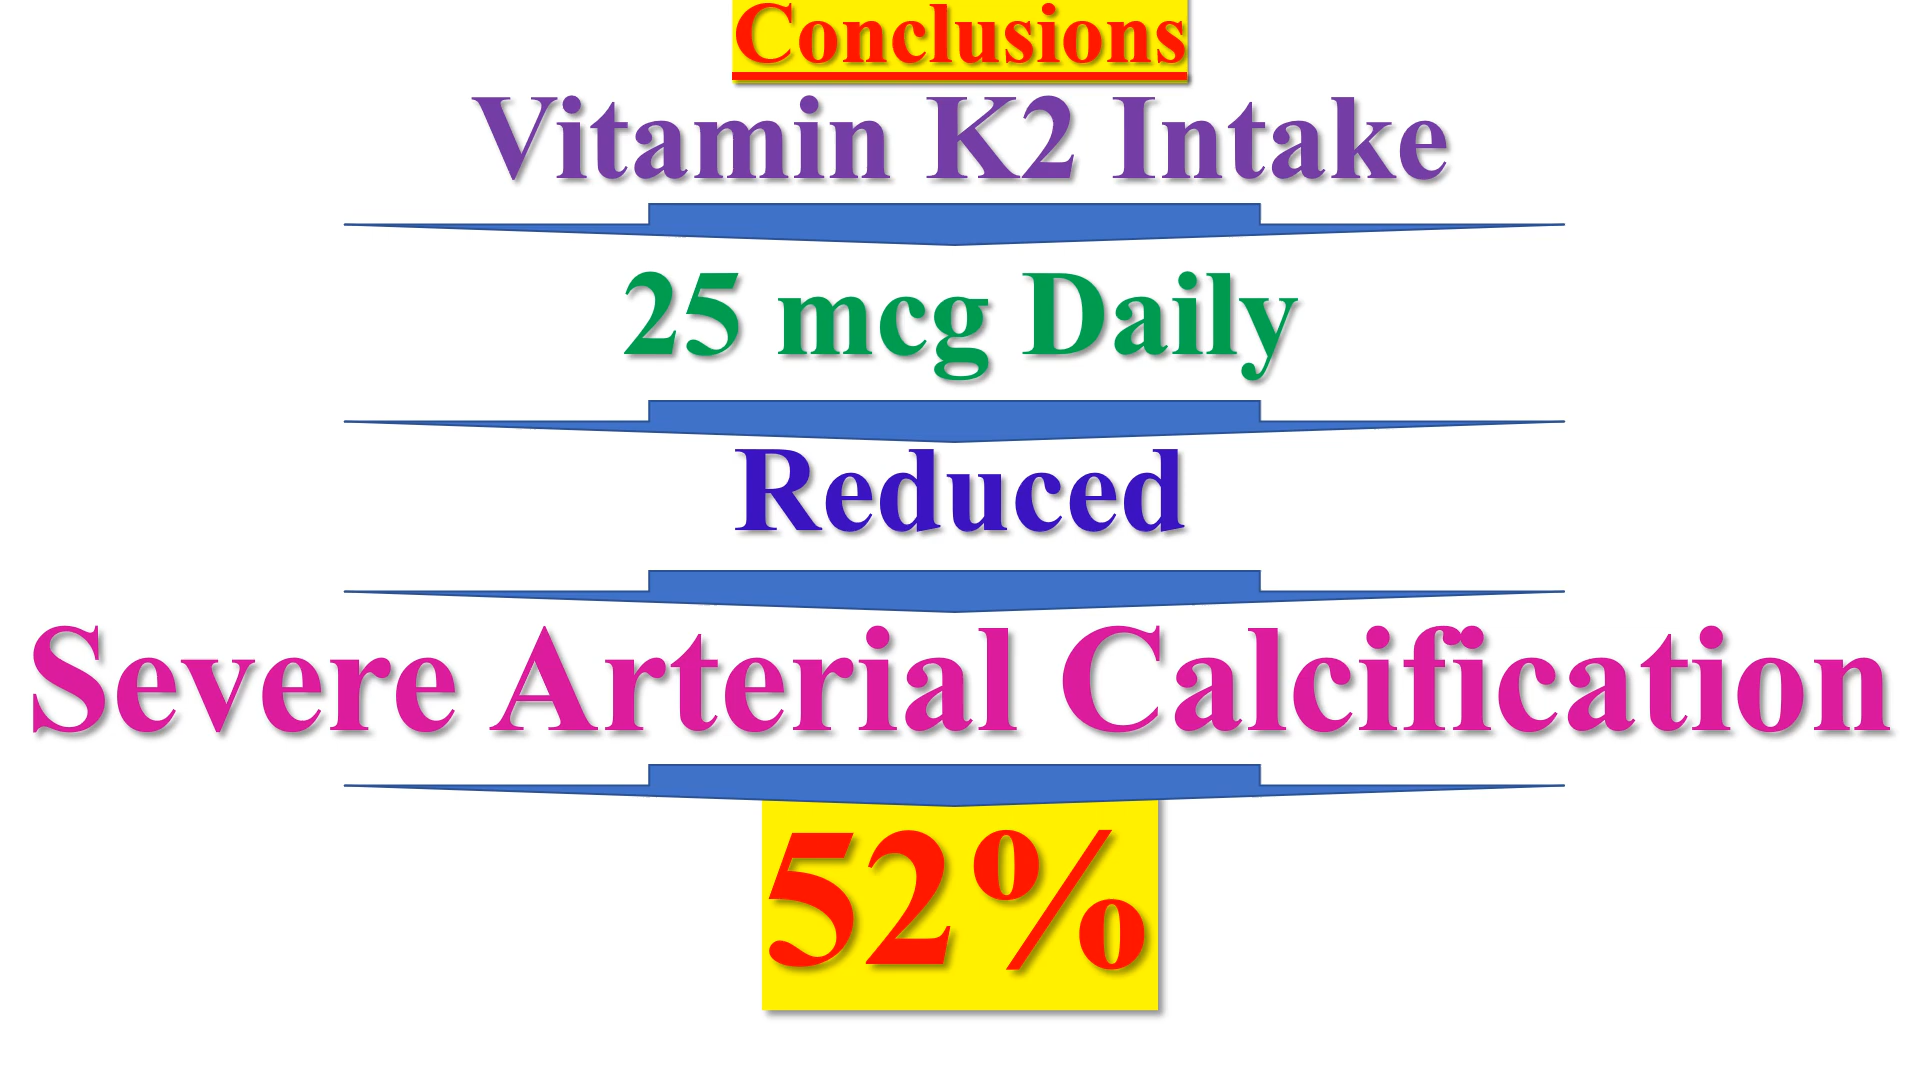 Conclusions
Vitamin K2 Intake
25 mcg Daily
Reduced
Severe Arterial Calcification
52%